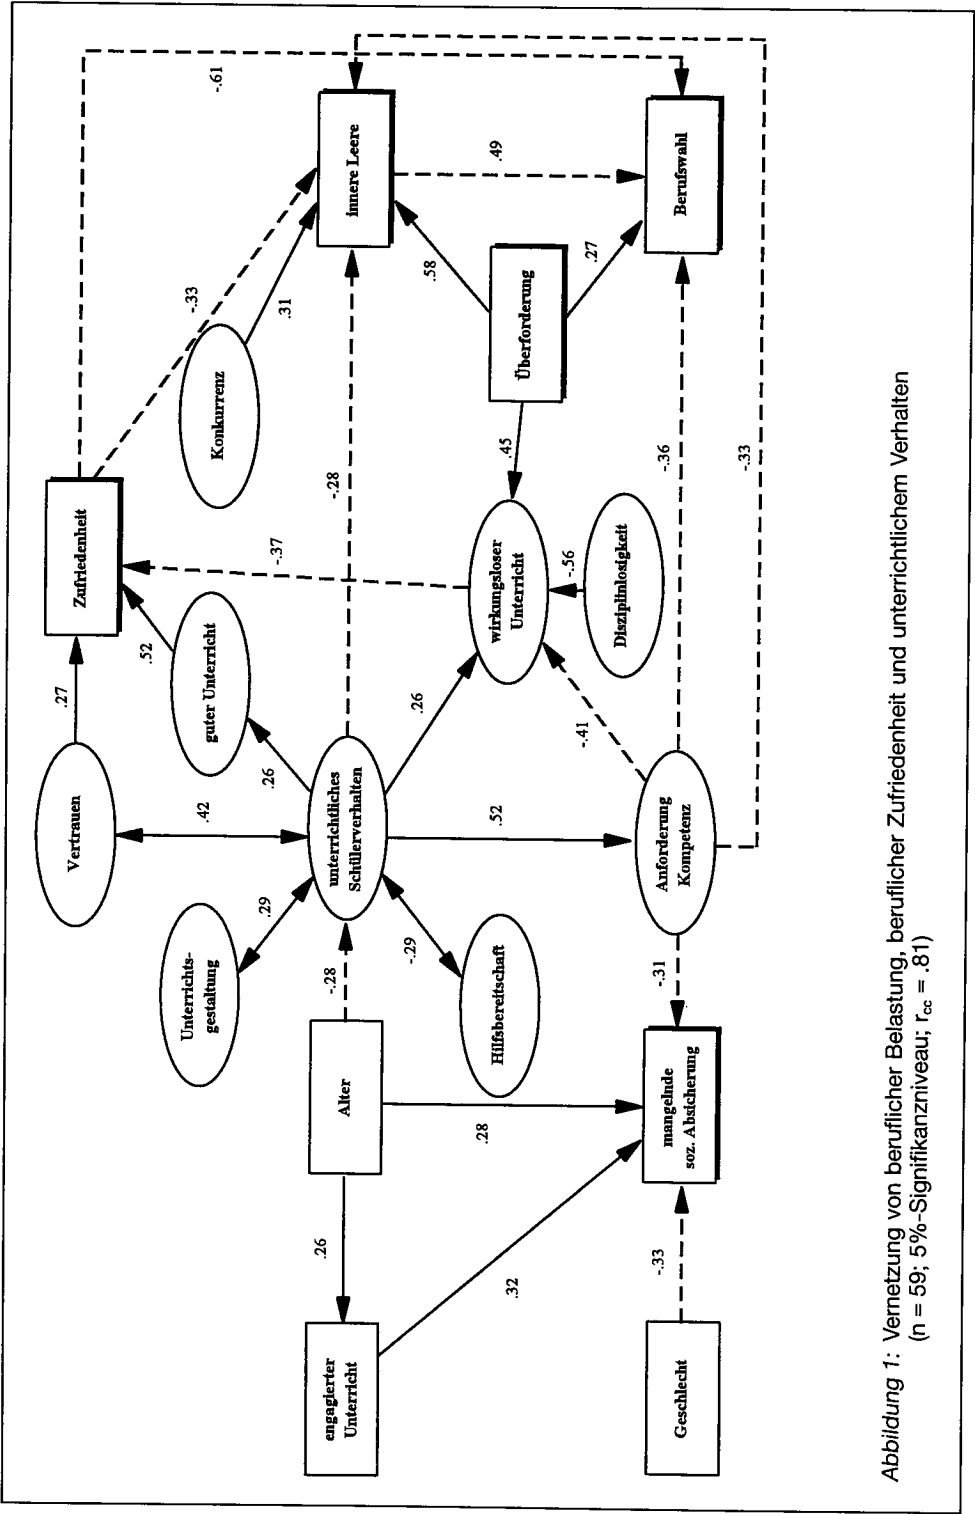 -.61
Vertrauen
.27
Zufriedenheit
.52
-.33
.42
Unterrichts-
gestaltung
guter Unterricht
Konkurrenz
.29
.26
-.37
.31
.26
-.28
-.28
engagierter
Unterricht
Alter
unterrichtliches
Schülerverhalten
innere Leere
-.29
.26
.58
.28
.52
.45
.49
.32
Hilfsbereitschaft
wirkungsloser
Unterricht
Überforderung
-.41
-.56
.27
Disziplinlosigkeit
-.33
-.31
-.36
Geschlecht
mangelnde
soz. Absicherung
Anforderung
Kompetenz
Berufswahl
-.33
Abbildung 1: Vernetzung von beruflicher Belastung, beruflicher Zufriedenheit und unterrichtlichem Verhalten
(n = 59; 5%-Signifikanzniveau; rcc = .81)